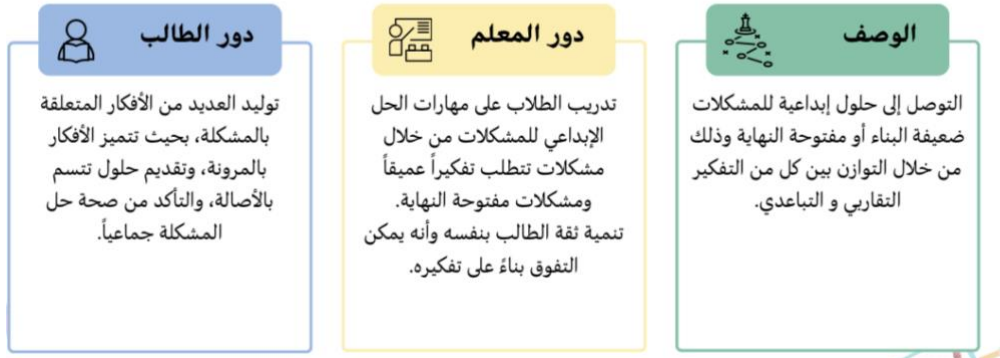 الوصف
التوصل إلى حلول إبداعية للمشكلات
ضعيفة البناء أو مفتوحة النهاية وذلك
من خلال التوازن بين كل من التفكير
التقاربي و التباعدي.
دور المعلم
تدريب الطلاب على مهارات الحل
الإبداعي للمشكلات من خلال
مشكلات تتطلب تفكيراً عميقاً
ومشكلات مفتوحة النهاية.
تنمية ثقة الطالب بنفسه وأنه يمكن
التفوق بناءً على تفكيره.
دور الطالب
توليد العديد من الأفكار المتعلقة
بالمشكلة، بحيث تتميز الأفكار
بالمرونة، وتقديم حلول تتسم
بالأصالة، والتأكد من صحة حل
المشكلة جماعياً.